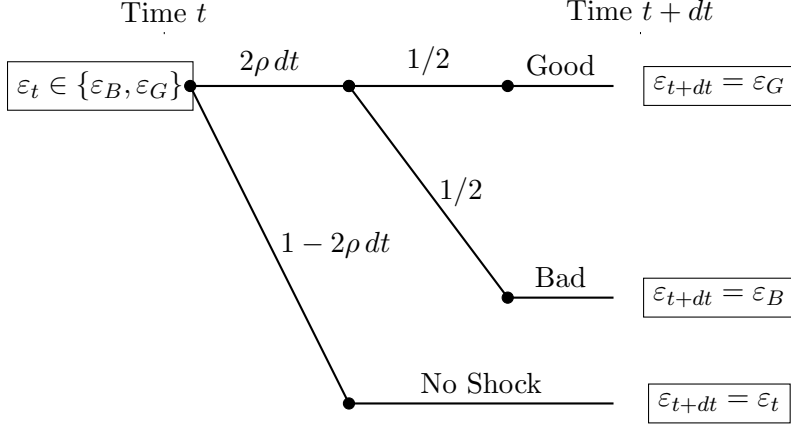 Time t
Time t + dt
ε_t ∈ {ε_B, ε_G}
2ρ dt
1/2
Good
ε_{t+dt} = ε_G
1/2
1 − 2ρ dt
Bad
ε_{t+dt} = ε_B
No Shock
ε_{t+dt} = ε_t